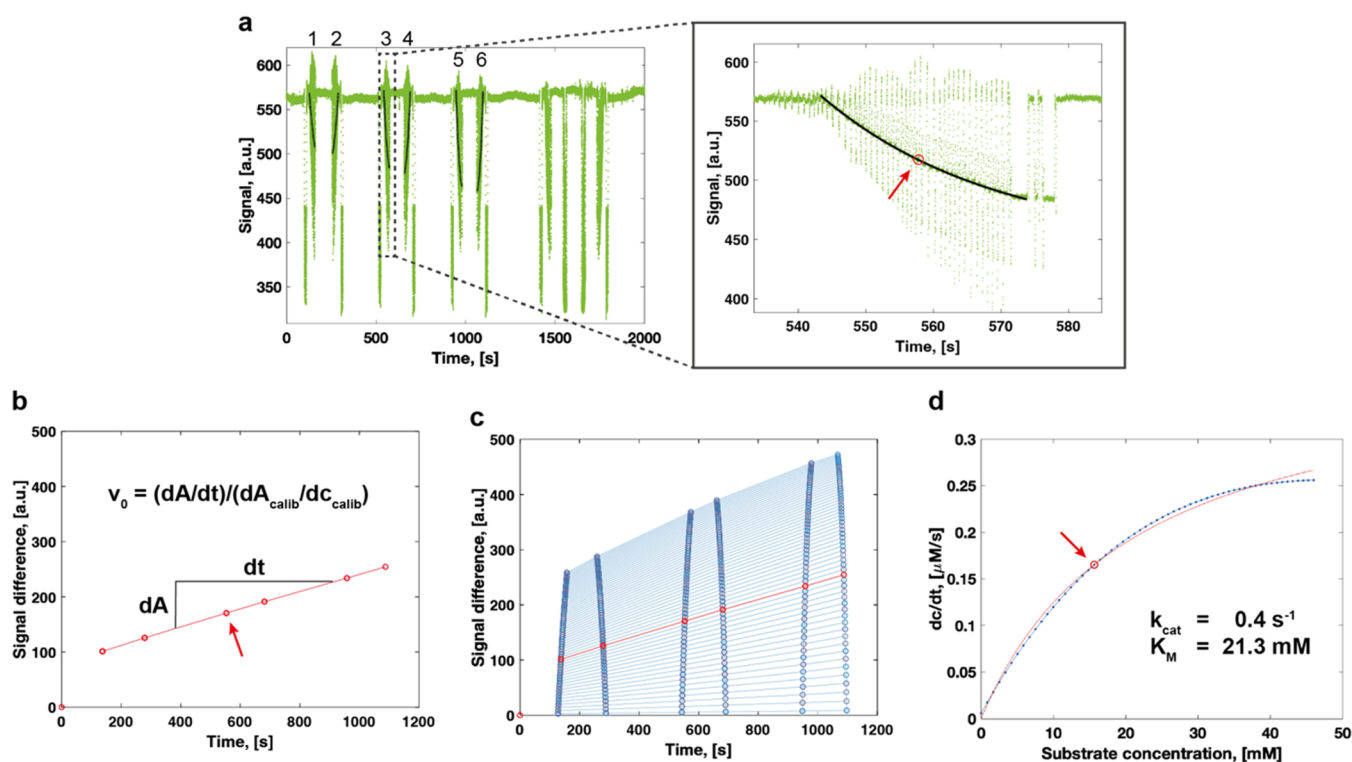 a
1 2 3 4 5 6
600
550
500
450
400
350
Signal, [a.u.]
0 500 1000 1500 2000
Time, [s]
600
550
500
450
400
Signal, [a.u.]
540 550 560 570 580
Time, [s]
b
500
400
300
200
100
0
Signal difference, [a.u.]
v0 = (dA/dt)/(dAcalib/dccalib)
dt
dA
0 200 400 600 800 1000 1200
Time, [s]
c
500
450
400
350
300
250
200
150
100
50
0
Signal difference, [a.u.]
0 200 400 600 800 1000 1200
Time, [s]
d
0.3
0.25
0.2
0.15
0.1
0.05
0
dc/dt, [µM/s]
kcat = 0.4 s-1
KM = 21.3 mM
0 10 20 30 40 50
Substrate concentration, [mM]